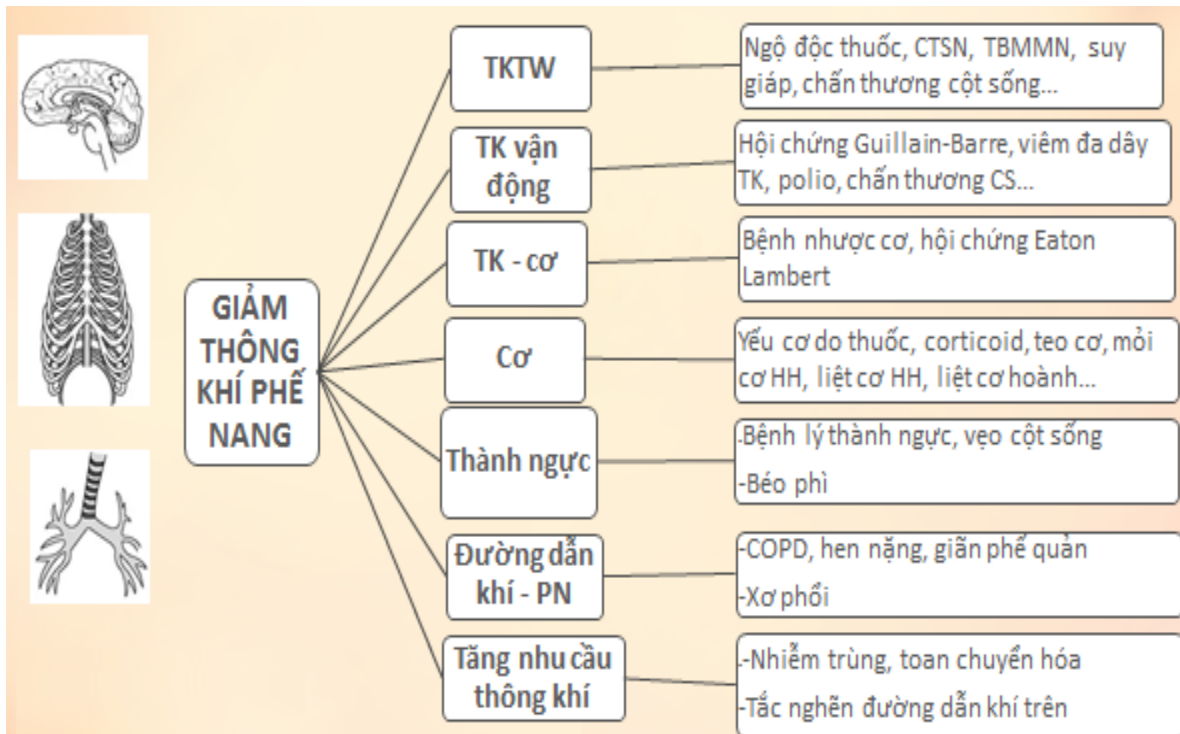 GIẢM
THÔNG
KHÍ PHẾ
NANG
TKTW
Ngộ độc thuốc, CTSN, TBMMN, suy
giáp, chấn thương cột sống...
TK vận
động
Hội chứng Guillain-Barre, viêm đa dây
TK, polio, chấn thương CS...
TK - cơ
Bệnh nhược cơ, hội chứng Eaton
Lambert
Cơ
Yếu cơ do thuốc, corticoid, teo cơ, mỏi
cơ HH, liệt cơ HH, liệt cơ hoành...
Thành ngực
-Bệnh lý thành ngực, vẹo cột sống
-Béo phì
Đường dẫn
khí - PN
-COPD, hen nặng, giãn phế quản
-Xơ phổi
Tăng nhu cầu
thông khí
.-Nhiễm trùng, toan chuyển hóa
-Tắc nghẽn đường dẫn khí trên